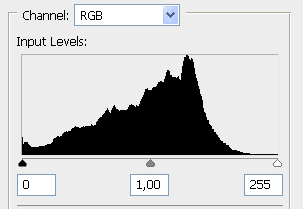 Channel: RGB
Input Levels:
0 1,00 255